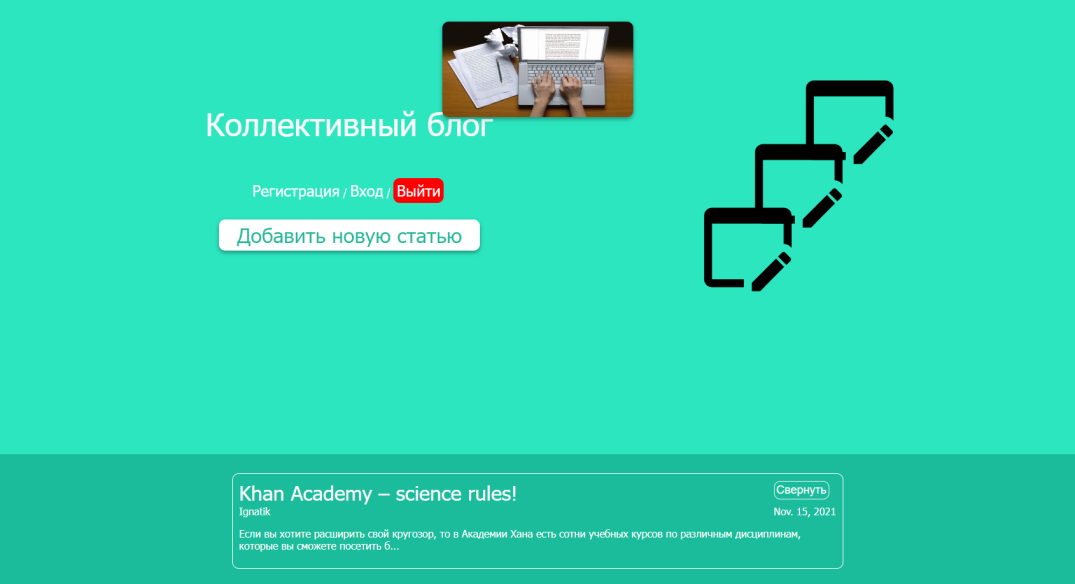 Коллективный блог
Регистрация / Вход / Выйти
Добавить новую статью
Khan Academy – science rules!
Свернуть
Ignatik
Nov. 15, 2021
Если вы хотите расширить свой кругозор, то в Академии Хана есть сотни учебных курсов по различным дисциплинам,
которые вы сможете посетить б...